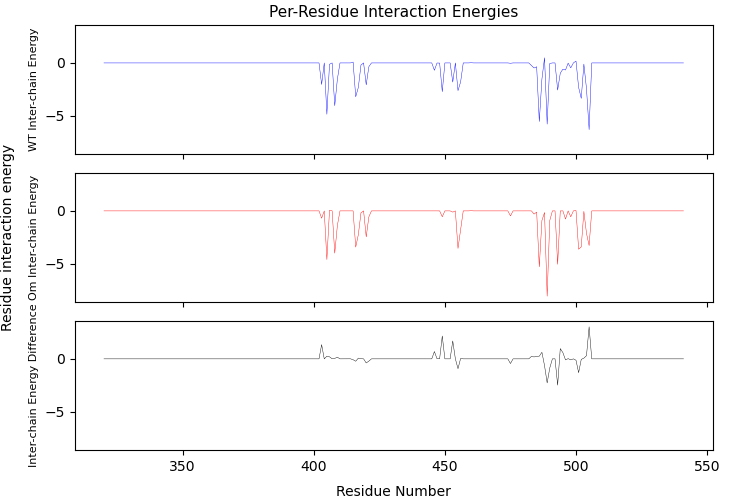 Per-Residue Interaction Energies
Residue interaction energy
WT Inter-chain Energy
0
−5
Om Inter-chain Energy
0
−5
Inter-chain Energy Difference
0
−5
350
400
450
500
550
Residue Number